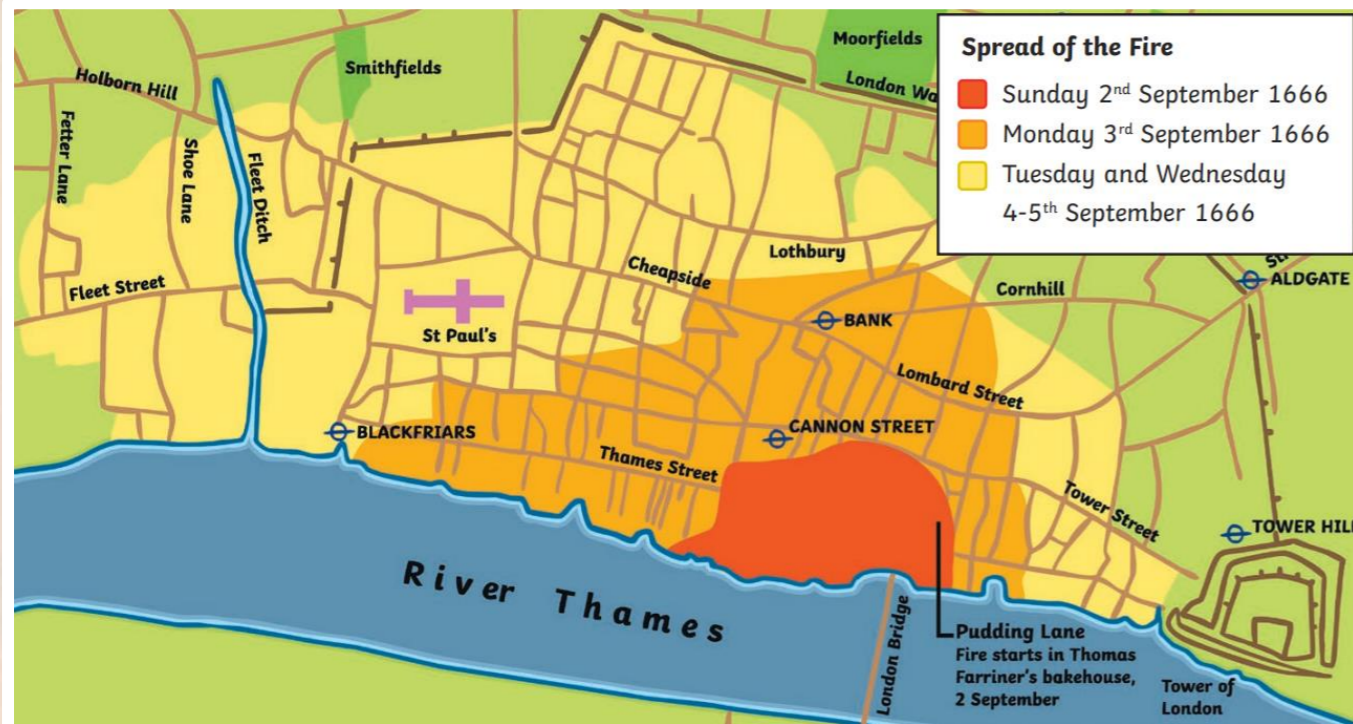 Spread of the Fire
Sunday 2nd September 1666
Monday 3rd September 1666
Tuesday and Wednesday
4-5th September 1666
Moorfields
Smithfields
London Wa
Holborn Hill
Fetter Lane
Shoe Lane
Fleet Ditch
Fleet Street
St Paul's
Cheapside
Lothbury
Cornhill
St
ALDGATE
BANK
Lombard Street
BLACKFRIARS
CANNON STREET
Thames Street
Tower Street
TOWER HILL
River Thames
London Bridge
Pudding Lane
Fire starts in Thomas
Farriner's bakehouse,
2 September
Tower of
London